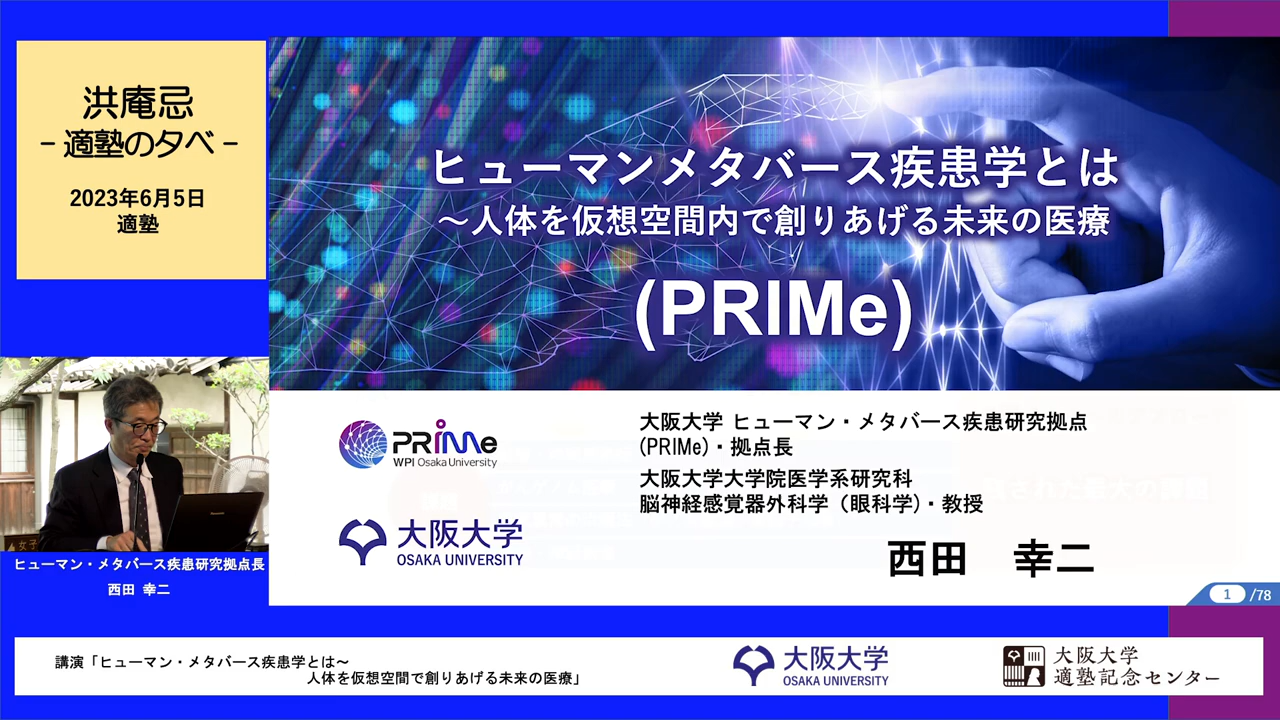 洪庵忌
- 適塾の夕べ -
2023年6月5日
適塾
ヒューマンメタバース疾患学とは
～人体を仮想空間内で創りあげる未来の医療
(PRIMe)
PRIMe
WPI Osaka University
大阪大学
OSAKA UNIVERSITY
大阪大学 ヒューマン・メタバース疾患研究拠点
(PRIMe)・拠点長
大阪大学大学院医学系研究科
脳神経感覚器外科学（眼科学)・教授
西田　幸二
1 /78
ヒューマン・メタバース疾患研究拠点長
西田 幸二
講演「ヒューマン・メタバース疾患学とは～
人体を仮想空間で創りあげる未来の医療」
大阪大学
OSAKA UNIVERSITY
大阪大学
適塾記念センター